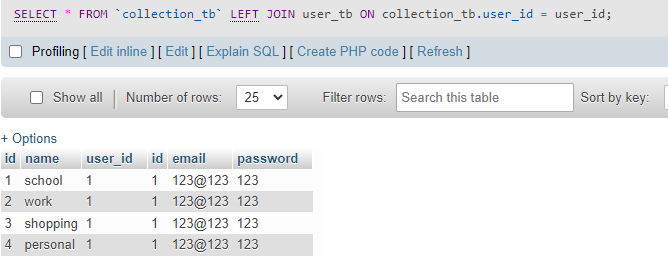 SELECT * FROM `collection_tb` LEFT JOIN user_tb ON collection_tb.user_id = user_id;
Profiling [ Edit inline ] [ Edit ] [ Explain SQL ] [ Create PHP code ] [ Refresh ]
Show all Number of rows: 25 Filter rows: Search this table Sort by key:
+ Options
id name user_id id email password
1 school 1 1 123@123 123
2 work 1 1 123@123 123
3 shopping 1 1 123@123 123
4 personal 1 1 123@123 123